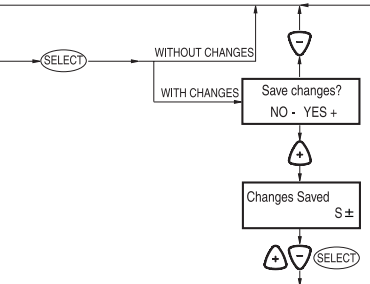 -
WITHOUT CHANGES
SELECT
WITH CHANGES
Save changes?
NO - YES +
+
Changes Saved
S±
+ - SELECT